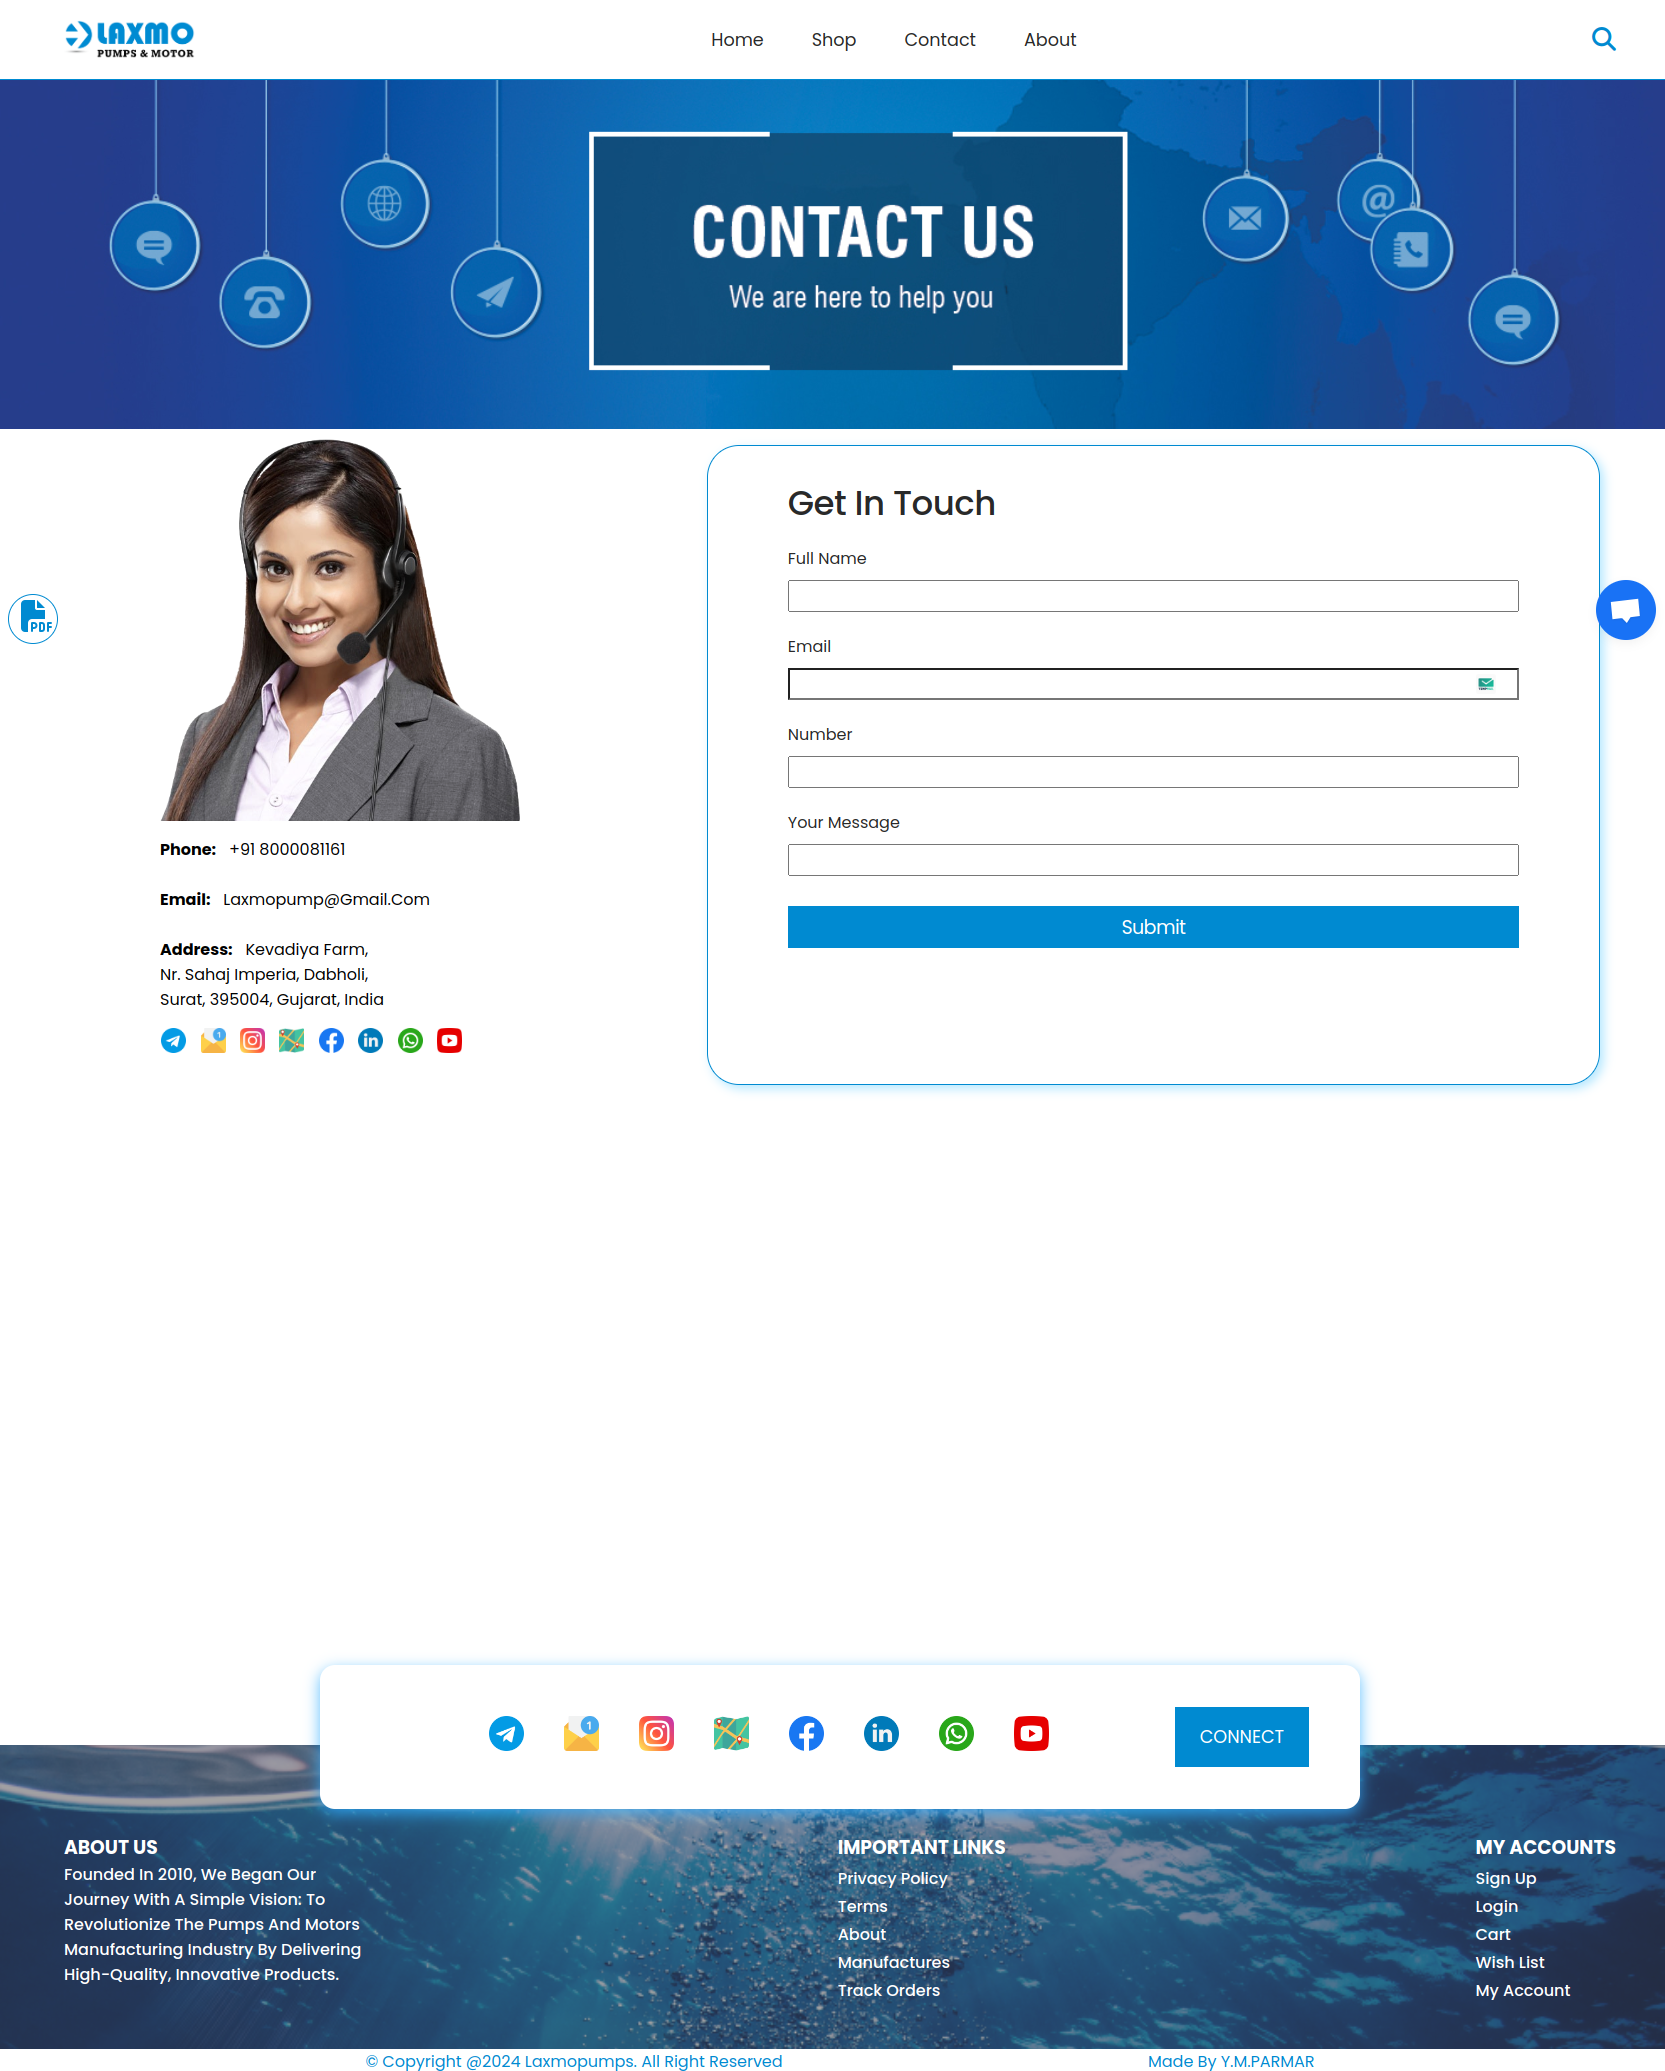 LAXMO
PUMPS & MOTOR
Home
Shop
Contact
About
CONTACT US
We are here to help you
PDF
Phone: +91 8000081161
Email: Laxmopump@Gmail.Com
Address: Kevadiya Farm,
Nr. Sahaj Imperia, Dabholi,
Surat, 395004, Gujarat, India
Get In Touch
Full Name
Email
Number
Your Message
Submit
CONNECT
ABOUT US
Founded In 2010, We Began Our
Journey With A Simple Vision: To
Revolutionize The Pumps And Motors
Manufacturing Industry By Delivering
High-Quality, Innovative Products.
IMPORTANT LINKS
Privacy Policy
Terms
About
Manufactures
Track Orders
MY ACCOUNTS
Sign Up
Login
Cart
Wish List
My Account
© Copyright @2024 Laxmopumps. All Right Reserved
Made By Y.M.PARMAR